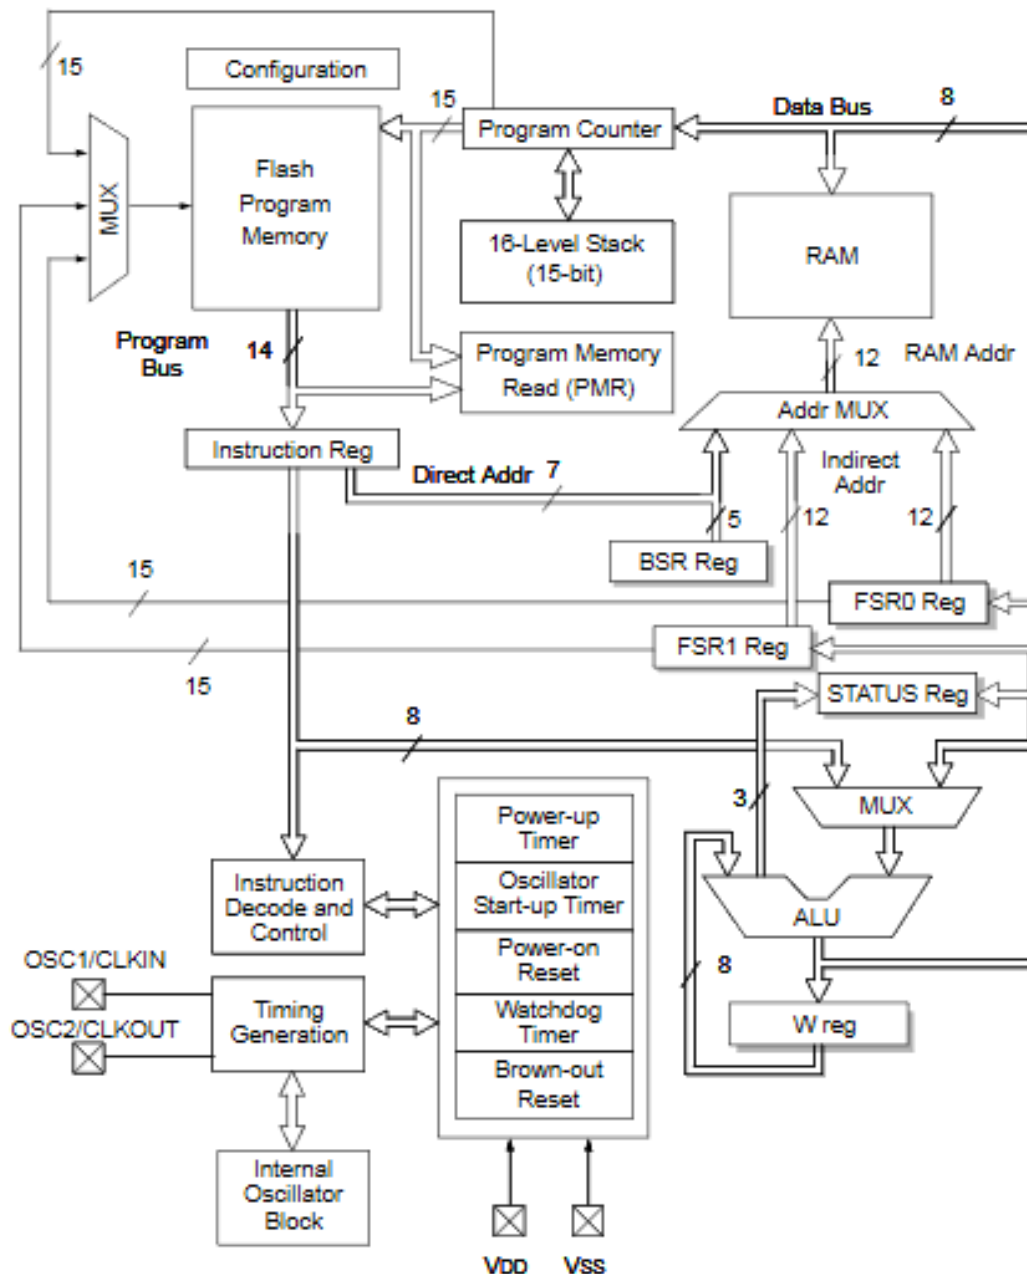 15
Configuration
15
Program Counter
Data Bus
8
MUX
Flash
Program
Memory
16-Level Stack
(15-bit)
RAM
Program
Bus
14
Program Memory
Read (PMR)
12
RAM Addr
Addr MUX
Instruction Reg
Direct Addr
7
Indirect
Addr
5
12
12
BSR Reg
15
FSR0 Reg
FSR1 Reg
15
STATUS Reg
8
3
MUX
Power-up
Timer
Oscillator
Start-up Timer
Power-on
Reset
Watchdog
Timer
Brown-out
Reset
Instruction
Decode and
Control
ALU
8
W reg
OSC1/CLKIN
OSC2/CLKOUT
Timing
Generation
Internal
Oscillator
Block
VDD
VSS